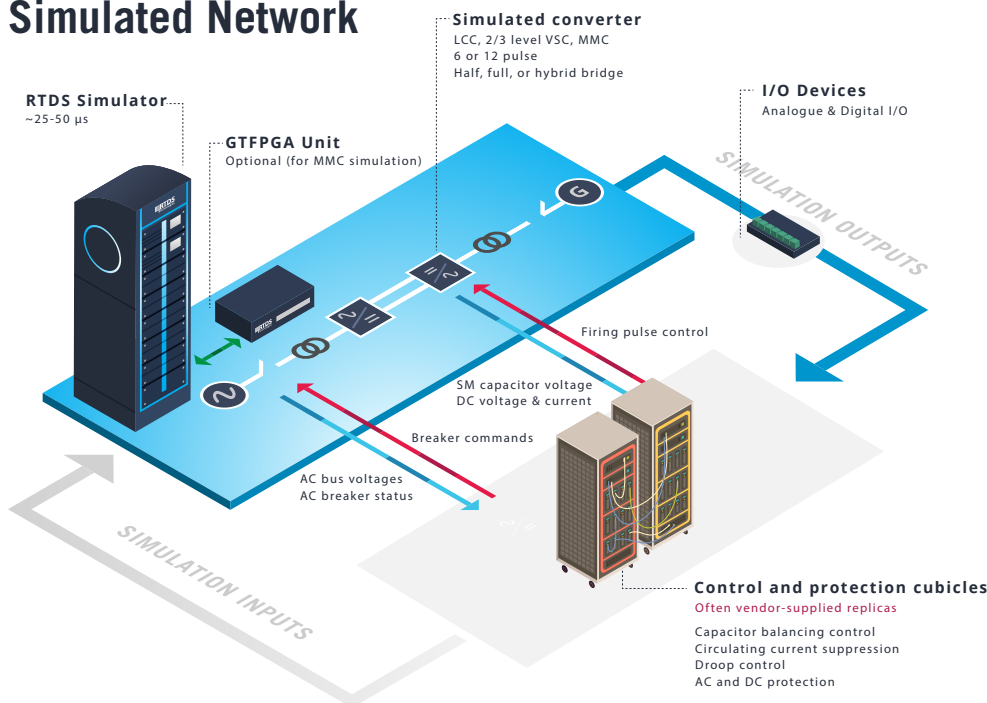 Simulated Network
Simulated converter
LCC, 2/3 level VSC, MMC
6 or 12 pulse
Half, full, or hybrid bridge
RTDS Simulator
~25-50 μs
GTFPGA Unit
Optional (for MMC simulation)
I/O Devices
Analogue & Digital I/O
SIMULATION OUTPUTS
RTDS
G
RTDS
Firing pulse control
SM capacitor voltage
DC voltage & current
Breaker commands
AC bus voltages
AC breaker status
SIMULATION INPUTS
Control and protection cubicles
Often vendor-supplied replicas
Capacitor balancing control
Circulating current suppression
Droop control
AC and DC protection